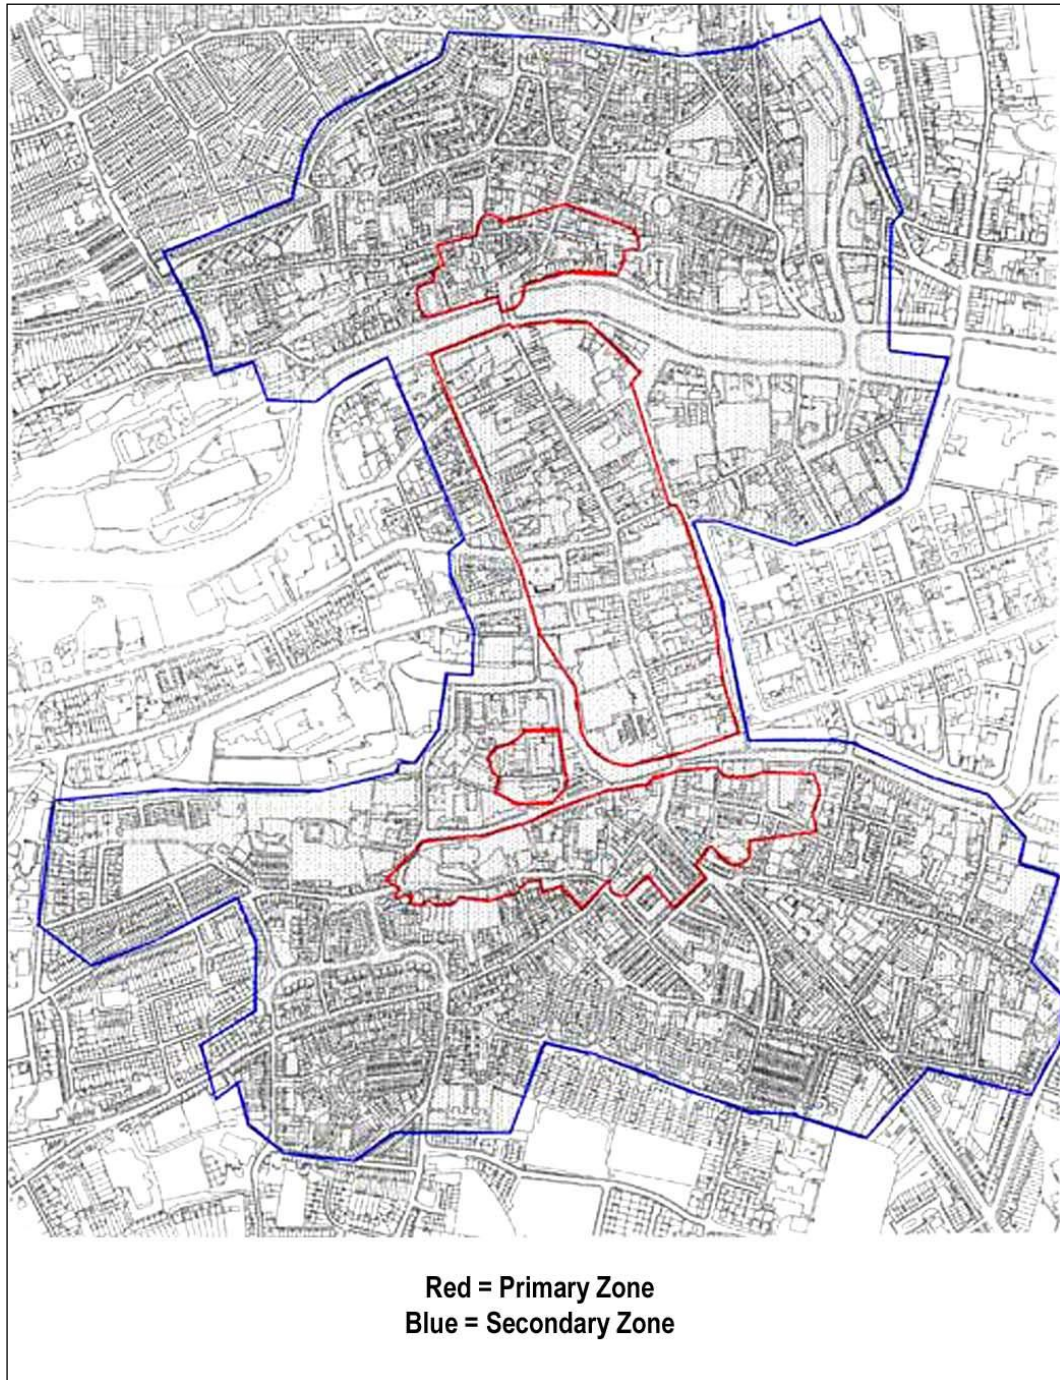 Red = Primary Zone
Blue = Secondary Zone